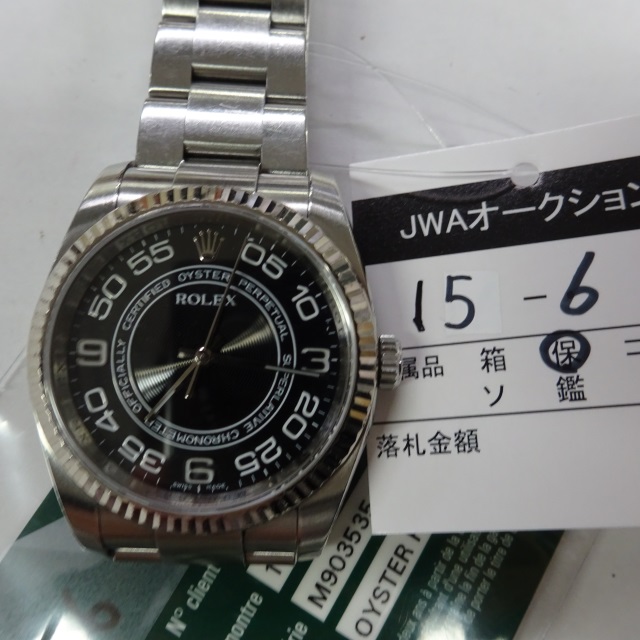 JWAオークション
15-6
属品 箱 保
ソ 鑑
落札金額
55 05
50 10
9 3
40 20
35 25
6
ROLEX
OYSTER PERPETUAL
SUPERLATIVE CHRONOMETER
OFFICIALLY CERTIFIED
N° client
montre
M903535
OYSTER